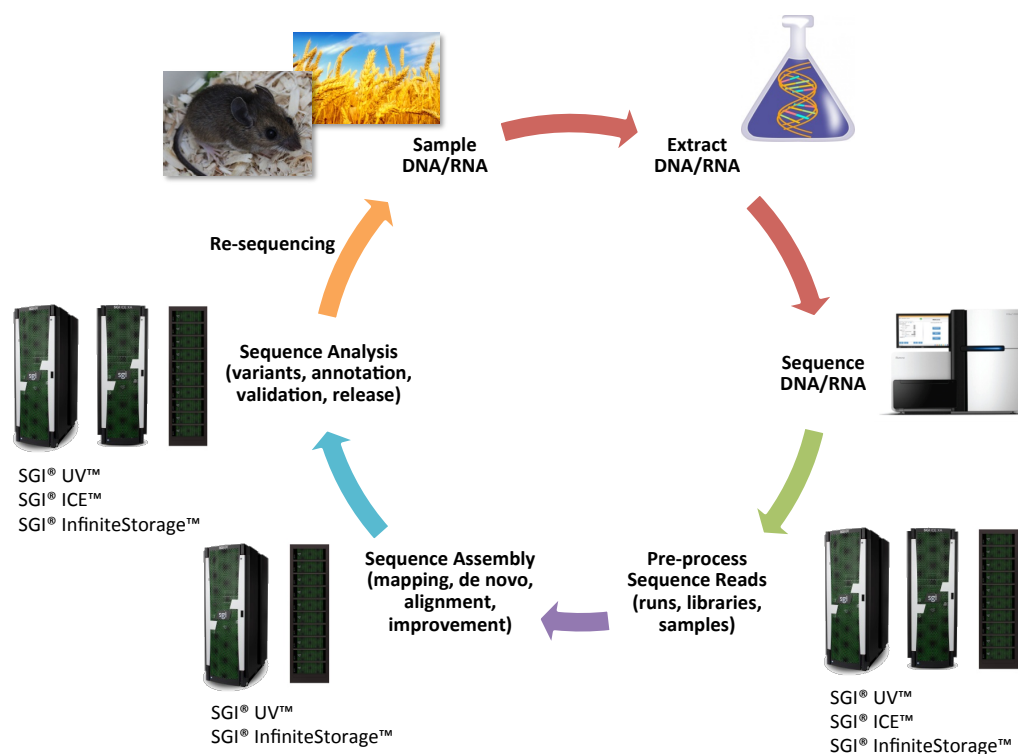 Sample
DNA/RNA
Extract
DNA/RNA
Re-sequencing
Sequence Analysis
(variants, annotation,
validation, release)
Sequence
DNA/RNA
SGI® UV™
SGI® ICE™
SGI® InfiniteStorage™
Sequence Assembly
(mapping, de novo,
alignment,
improvement)
Pre-process
Sequence Reads
(runs, libraries,
samples)
SGI® UV™
SGI® InfiniteStorage™
SGI® UV™
SGI® ICE™
SGI® InfiniteStorage™